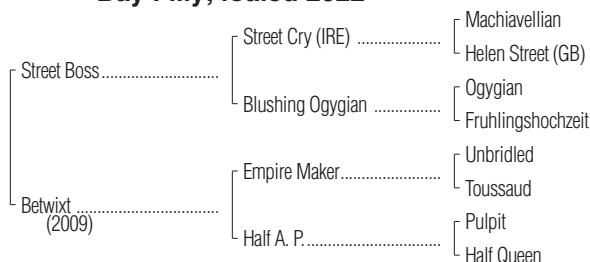 Bay Filly; foaled 2022
Machiavellian
Street Cry (IRE) ....................
Helen Street (GB)
Street Boss............................
Ogygian
Blushing Ogygian ................
Fruhlingshochzeit
Unbridled
Empire Maker........................
Toussaud
Betwixt ..................................
(2009)
Pulpit
Half A. P.................................
Half Queen